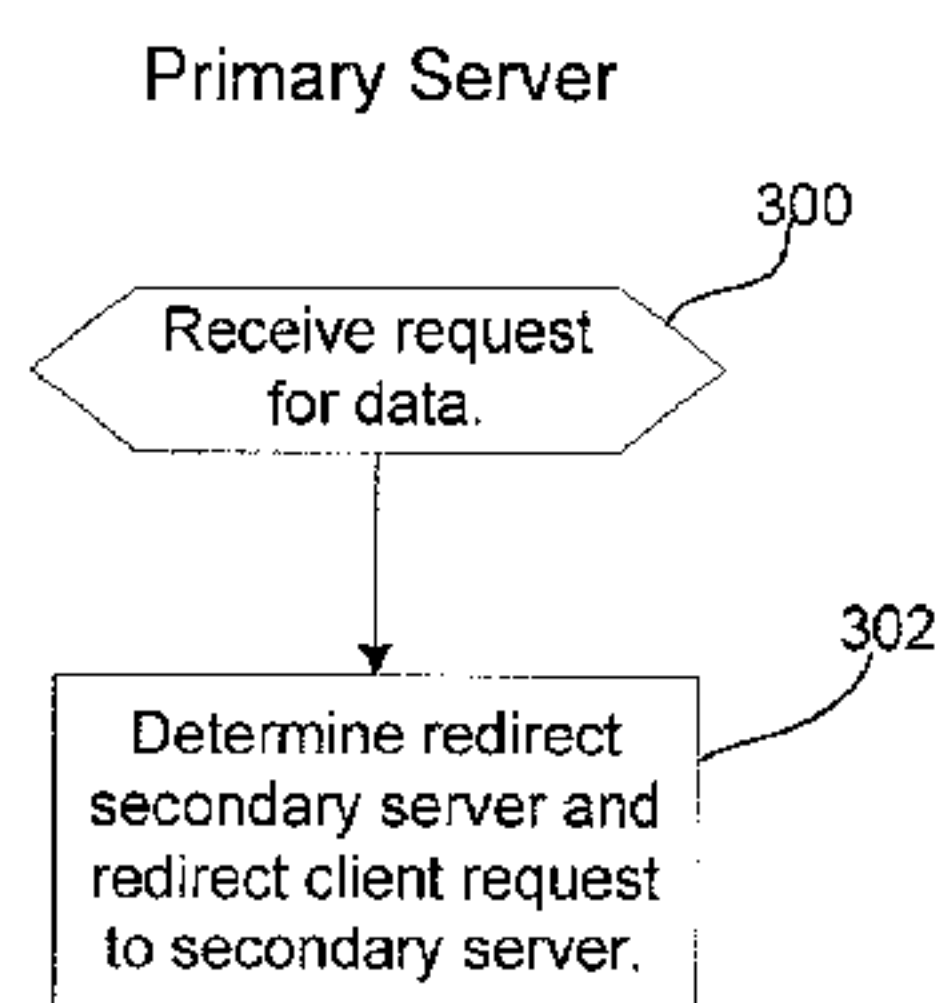 Primary Server
300
Receive request
for data.
302
Determine redirect
secondary server and
redirect client request
to secondary server.